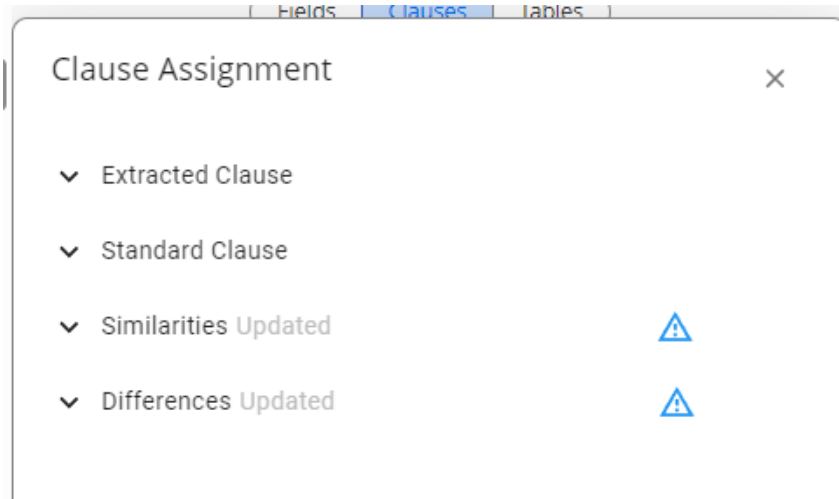 Fields Clauses Tables
Clause Assignment
Extracted Clause
Standard Clause
Similarities Updated
Differences Updated